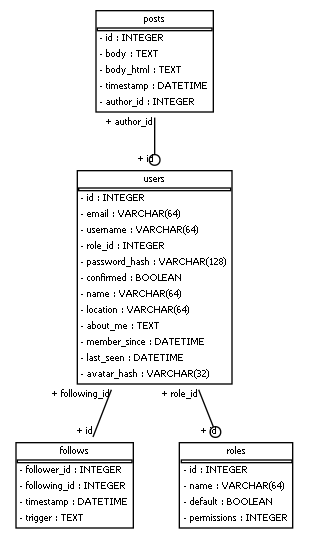 posts
- id : INTEGER
- body : TEXT
- body_html : TEXT
- timestamp : DATETIME
- author_id : INTEGER
+ author_id
+ id
users
- id : INTEGER
- email : VARCHAR(64)
- username : VARCHAR(64)
- role_id : INTEGER
- password_hash : VARCHAR(128)
- confirmed : BOOLEAN
- name : VARCHAR(64)
- location : VARCHAR(64)
- about_me : TEXT
- member_since : DATETIME
- last_seen : DATETIME
- avatar_hash : VARCHAR(32)
+ following_id
+ role_id
+ id
+ id
follows
- follower_id : INTEGER
- following_id : INTEGER
- timestamp : DATETIME
- trigger : TEXT
roles
- id : INTEGER
- name : VARCHAR(64)
- default : BOOLEAN
- permissions : INTEGER